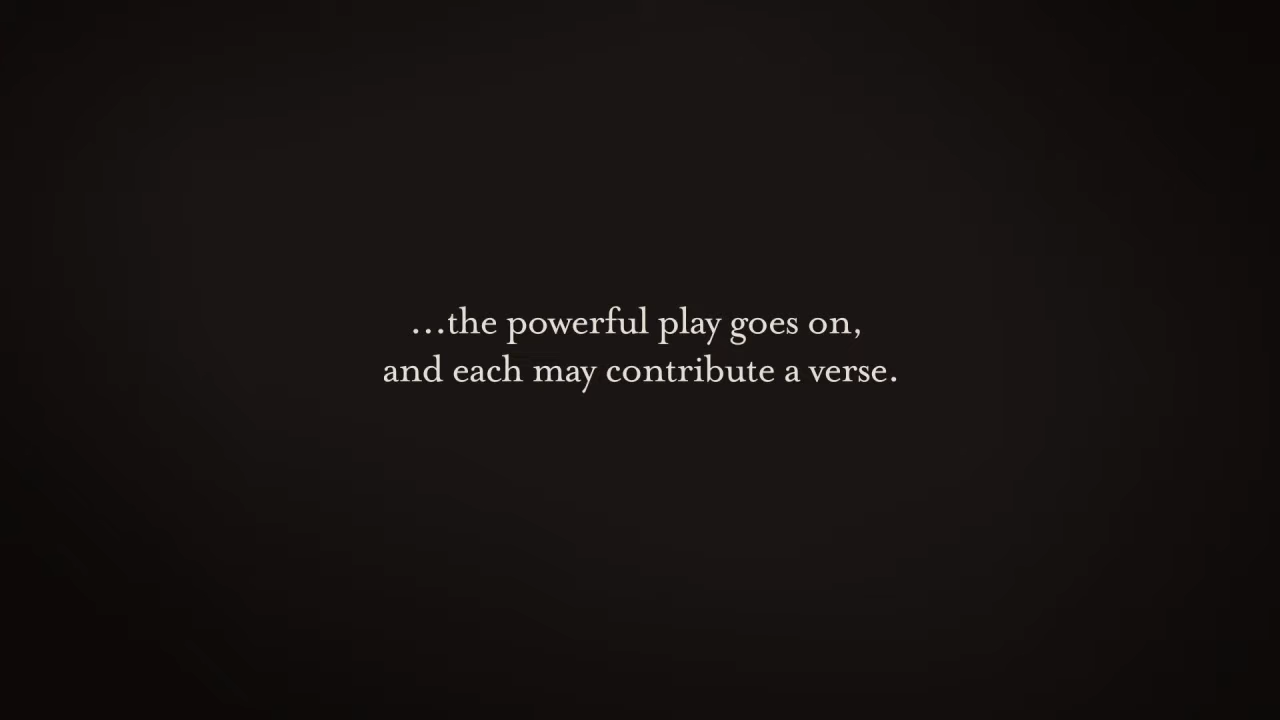 ...the powerful play goes on,
and each may contribute a verse.